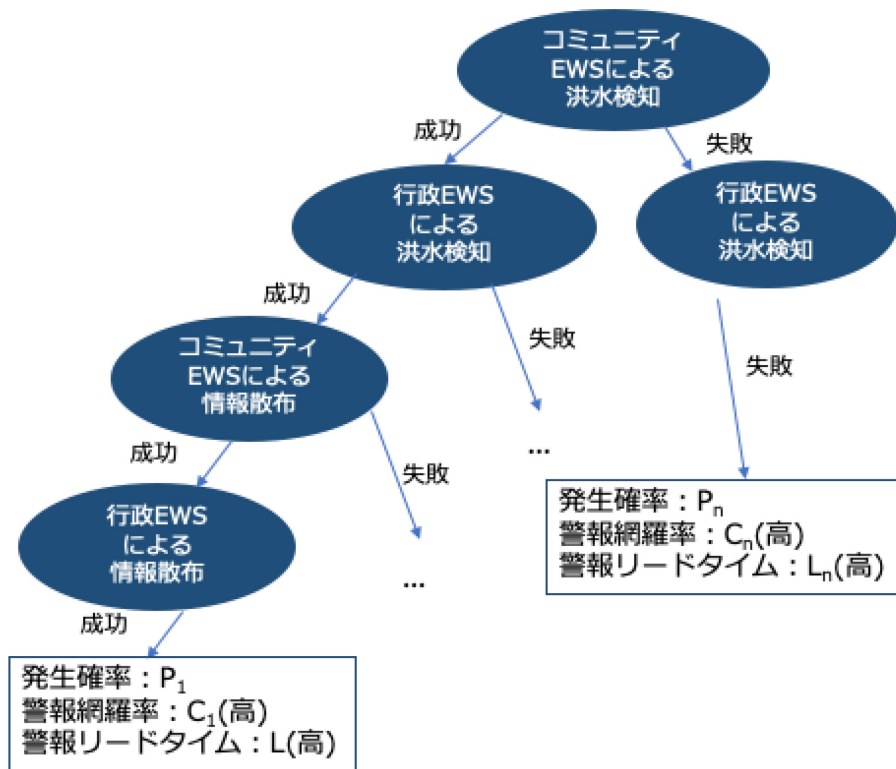 コミュニティ
EWSによる
洪水検知
成功
失敗
行政EWS
による
洪水検知
行政EWS
による
洪水検知
成功
失敗
失敗
コミュニティ
EWSによる
情報散布
...
成功
失敗
行政EWS
による
情報散布
...
発生確率：Pn
警報網羅率：Cn(高)
警報リードタイム：Ln(高)
成功
発生確率：P1
警報網羅率：C1(高)
警報リードタイム：L(高)